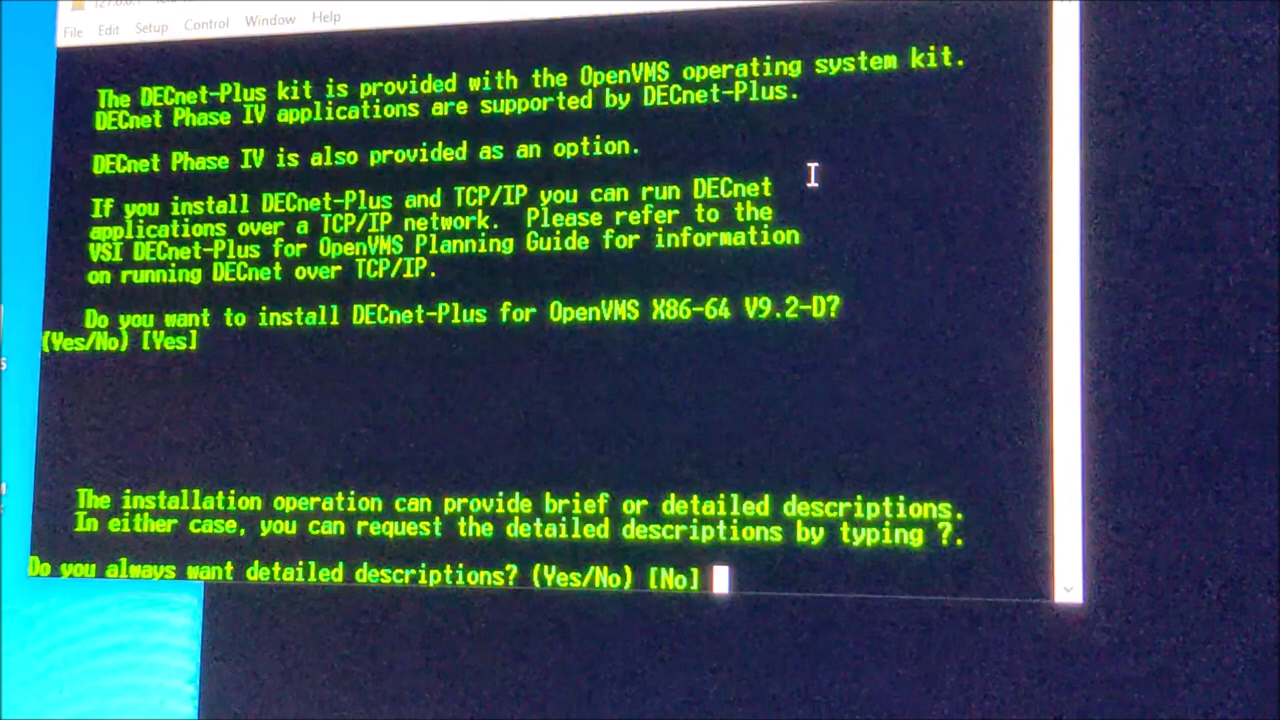 File Edit Setup Control Window Help
The DECnet-Plus kit is provided with the OpenVMS operating system kit.
DECnet Phase IV applications are supported by DECnet-Plus.
DECnet Phase IV is also provided as an option.
If you install DECnet-Plus and TCP/IP you can run DECnet
applications over a TCP/IP network. Please refer to the
VSI DECnet-Plus for OpenVMS Planning Guide for information
on running DECnet over TCP/IP.
Do you want to install DECnet-Plus for OpenVMS X86-64 V9.2-D?
(Yes/No) [Yes]
The installation operation can provide brief or detailed descriptions.
In either case, you can request the detailed descriptions by typing ?.
Do you always want detailed descriptions? (Yes/No) [No]